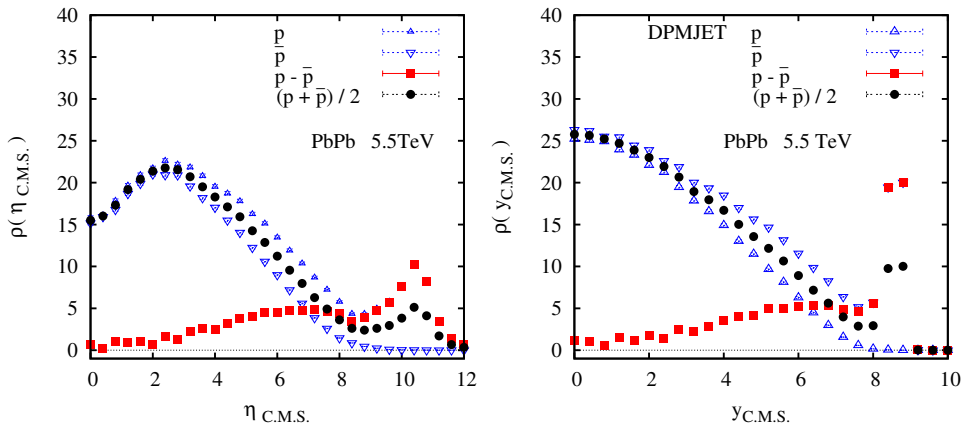 40
35
30
25
20
15
10
5
0
0 2 4 6 8 10 12
ρ( η C.M.S. )
η C.M.S.
p
p̅
p - p̅
(p + p̅) / 2
PbPb 5.5TeV
40
35
30
25
20
15
10
5
0
0 2 4 6 8 10
ρ( y C.M.S. )
y C.M.S.
DPMJET
p
p̅
p - p̅
(p + p̅) / 2
PbPb 5.5 TeV